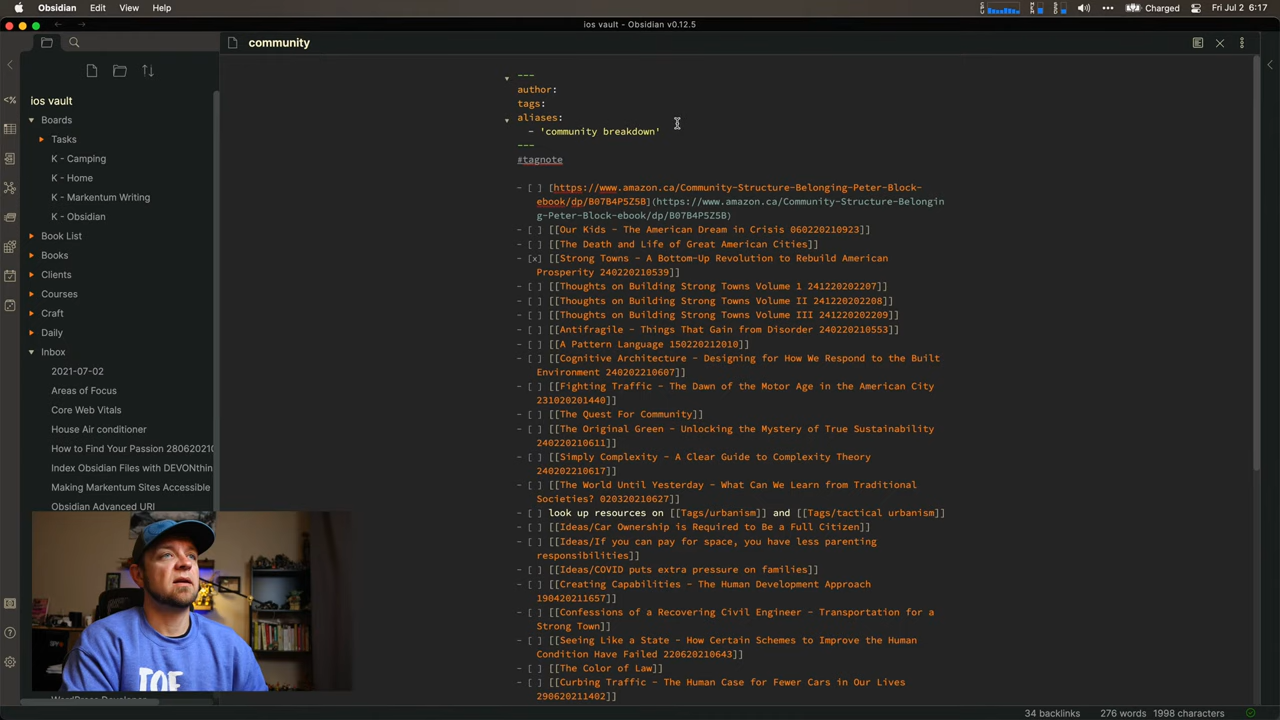 Obsidian Edit View Help
Charged Fri Jul 2 6:17
ios vault - Obsidian v0.12.5
community
ios vault
Boards
Tasks
K - Camping
K - Home
K - Markentum Writing
K - Obsidian
Book List
Books
Clients
Courses
Craft
Daily
Inbox
2021-07-02
Areas of Focus
Core Web Vitals
House Air conditioner
How to Find Your Passion 28062021
Index Obsidian Files with DEVONthin
Making Markentum Sites Accessible
Obsidian Advanced URI
---
author:
tags:
aliases:
- 'community breakdown'
---
#tagnote
- [ ] [https://www.amazon.ca/Community-Structure-Belonging-Peter-Block-
ebook/dp/B07B4P5Z5B](https://www.amazon.ca/Community-Structure-Belongin
g-Peter-Block-ebook/dp/B07B4P5Z5B)
- [ ] [[Our Kids - The American Dream in Crisis 060220210923]]
- [ ] [[The Death and Life of Great American Cities]]
- [x] [[Strong Towns - A Bottom-Up Revolution to Rebuild American
Prosperity 240220210539]]
- [ ] [[Thoughts on Building Strong Towns Volume 1 241220202207]]
- [ ] [[Thoughts on Building Strong Towns Volume II 241220202208]]
- [ ] [[Thoughts on Building Strong Towns Volume III 241220202209]]
- [ ] [[Antifragile - Things That Gain from Disorder 240220210553]]
- [ ] [[A Pattern Language 150220212010]]
- [ ] [[Cognitive Architecture - Designing for How We Respond to the Built
Environment 240202210607]]
- [ ] [[Fighting Traffic - The Dawn of the Motor Age in the American City
231020201440]]
- [ ] [[The Quest For Community]]
- [ ] [[The Original Green - Unlocking the Mystery of True Sustainability
240220210611]]
- [ ] [[Simply Complexity - A Clear Guide to Complexity Theory
240202210617]]
- [ ] [[The World Until Yesterday - What Can We Learn from Traditional
Societies? 020320210627]]
- [ ] look up resources on [[Tags/urbanism]] and [[Tags/tactical urbanism]]
- [ ] [[Ideas/Car Ownership is Required to Be a Full Citizen]]
- [ ] [[Ideas/If you can pay for space, you have less parenting
responsibilities]]
- [ ] [[Ideas/COVID puts extra pressure on families]]
- [ ] [[Creating Capabilities - The Human Development Approach
190420211657]]
- [ ] [[Confessions of a Recovering Civil Engineer - Transportation for a
Strong Town]]
- [ ] [[Seeing Like a State - How Certain Schemes to Improve the Human
Condition Have Failed 220620210643]]
- [ ] [[The Color of Law]]
- [ ] [[Curbing Traffic - The Human Case for Fewer Cars in Our Lives
290620211402]]
34 backlinks 276 words 1998 characters